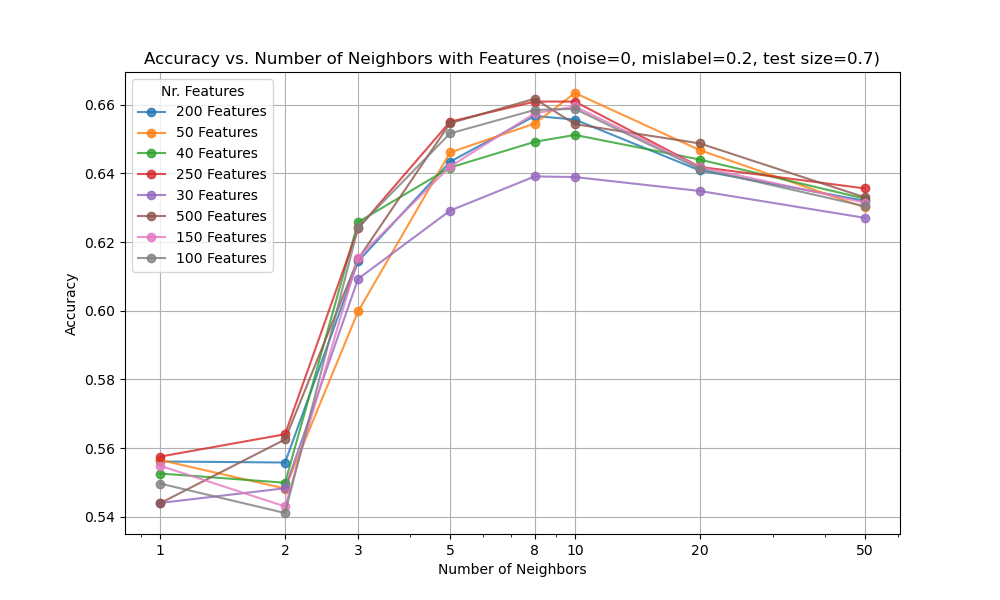 Accuracy vs. Number of Neighbors with Features (noise=0, mislabel=0.2, test size=0.7)
Nr. Features
200 Features
50 Features
40 Features
250 Features
30 Features
500 Features
150 Features
100 Features
Accuracy
0.66
0.64
0.62
0.60
0.58
0.56
0.54
1 2 3 5 8 10 20 50
Number of Neighbors